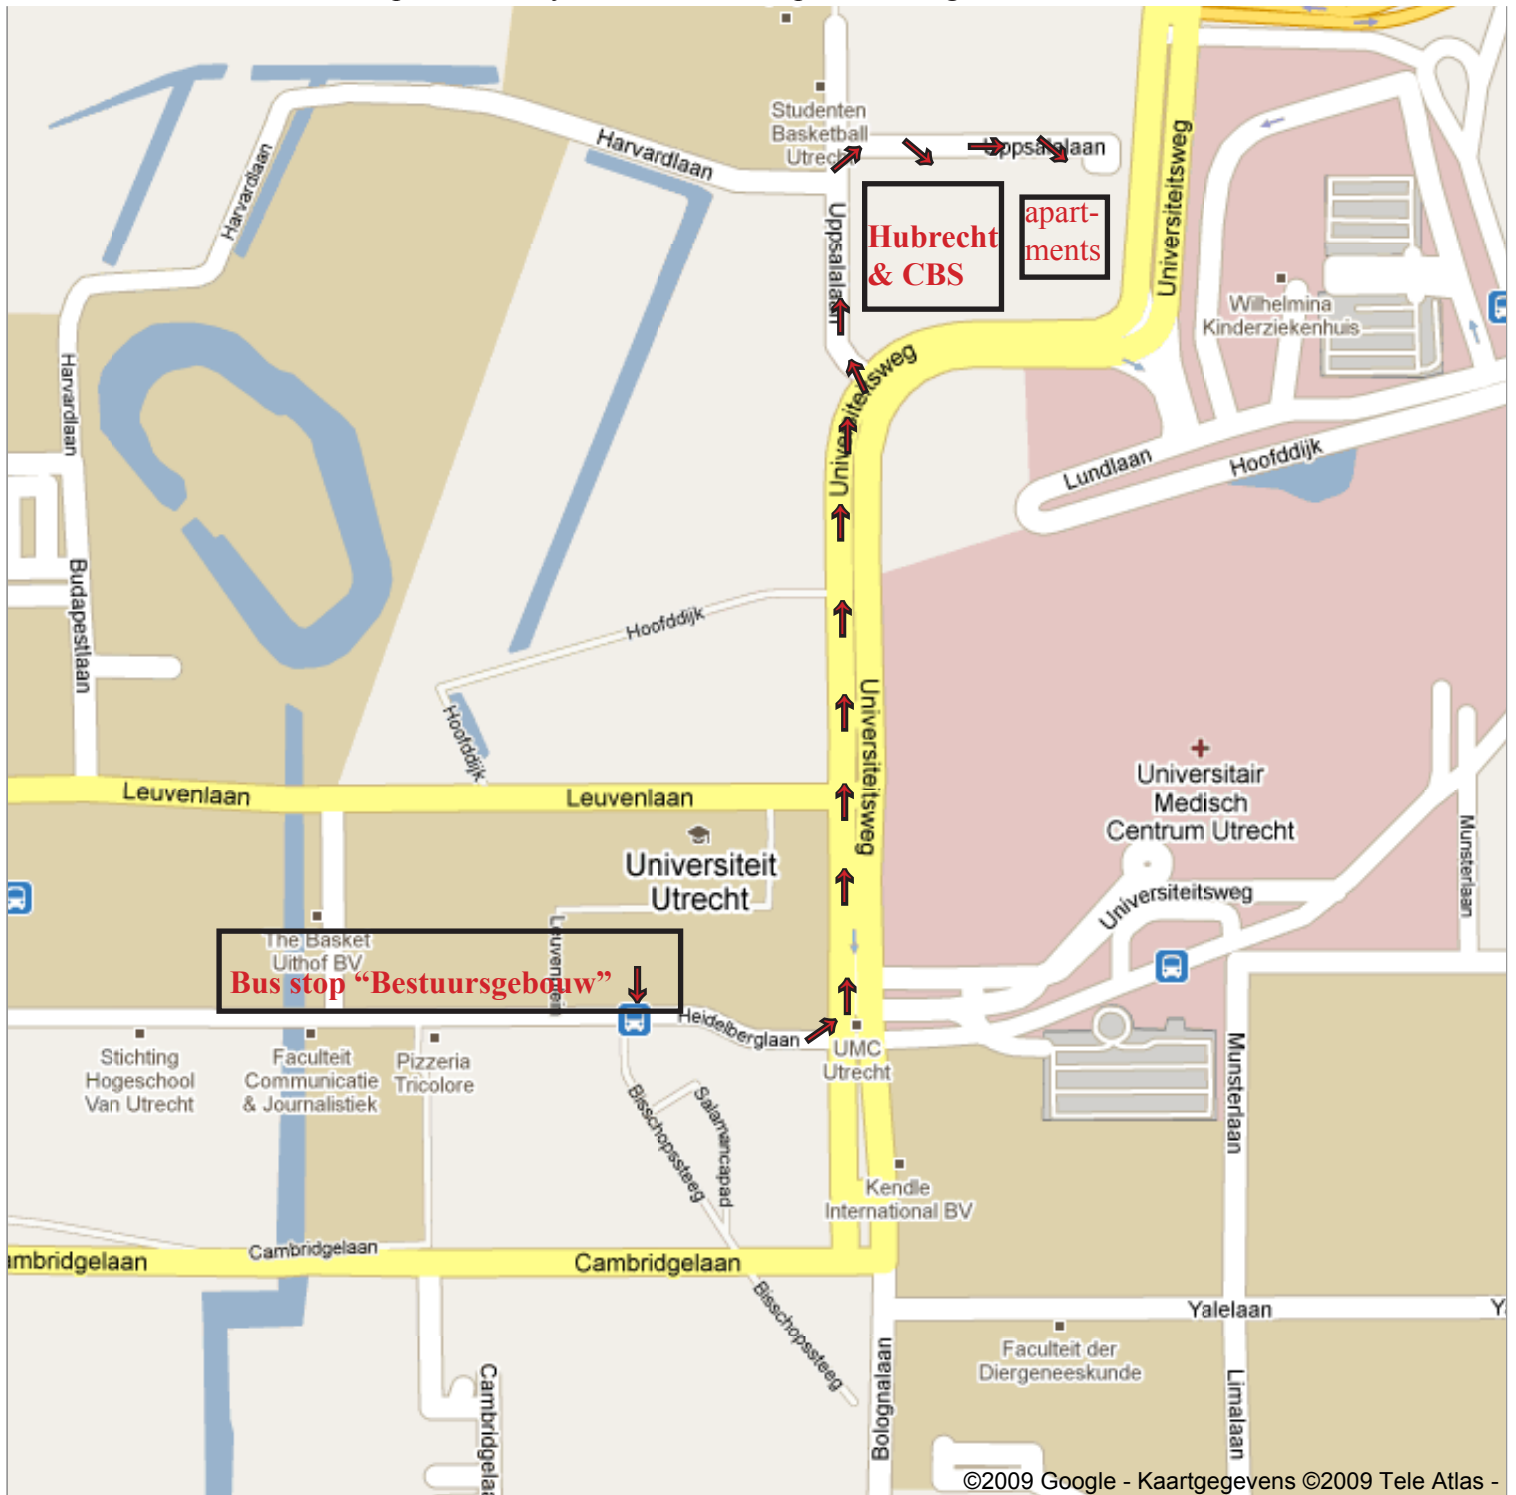 Studenten
Basketball
Utrecht
Uppsalalaan
Harvardlaan
Harvardlaan
Universiteitsweg
Uppsalalaan
Hubrecht
& CBS
apart-
ments
Wilhelmina
Kinderziekenhuis
Harvardlaan
Universiteitsweg
Lundlaan
Hoofddijk
Budapestlaan
Hoofddijk
Hoofddijk
Universiteitsweg
Universitair
Medisch
Centrum Utrecht
Leuvenlaan
Leuvenlaan
Munsterlaan
Universiteit
Utrecht
Universiteitsweg
The Basket
Uithof BV
Leuvenplein
Bus stop “Bestuursgebouw”
Heidelberglaan
UMC
Utrecht
Stichting
Hogeschool
Van Utrecht
Faculteit
Communicatie
& Journalistiek
Pizzeria
Tricolore
Munsterlaan
Bisschopssteeg
Salamancapad
Kendle
International BV
ambridgelaan
Cambridgelaan
Cambridgelaan
Bisschopssteeg
Yalelaan
Y
Faculteit der
Diergeneeskunde
Bolognalaan
Limalaan
Cambridgelaa
©2009 Google - Kaartgegevens ©2009 Tele Atlas -